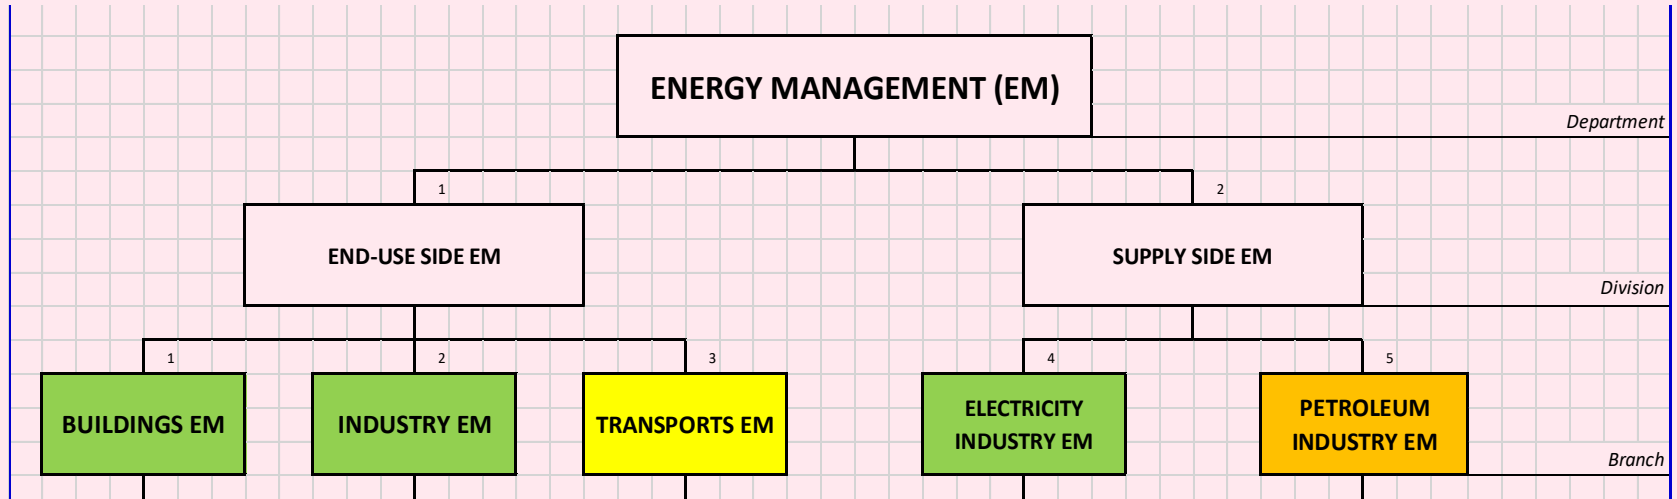 ENERGY MANAGEMENT (EM)
Department
1
2
END-USE SIDE EM
SUPPLY SIDE EM
Division
1
2
3
4
5
BUILDINGS EM
INDUSTRY EM
TRANSPORTS EM
ELECTRICITY
INDUSTRY EM
PETROLEUM
INDUSTRY EM
Branch